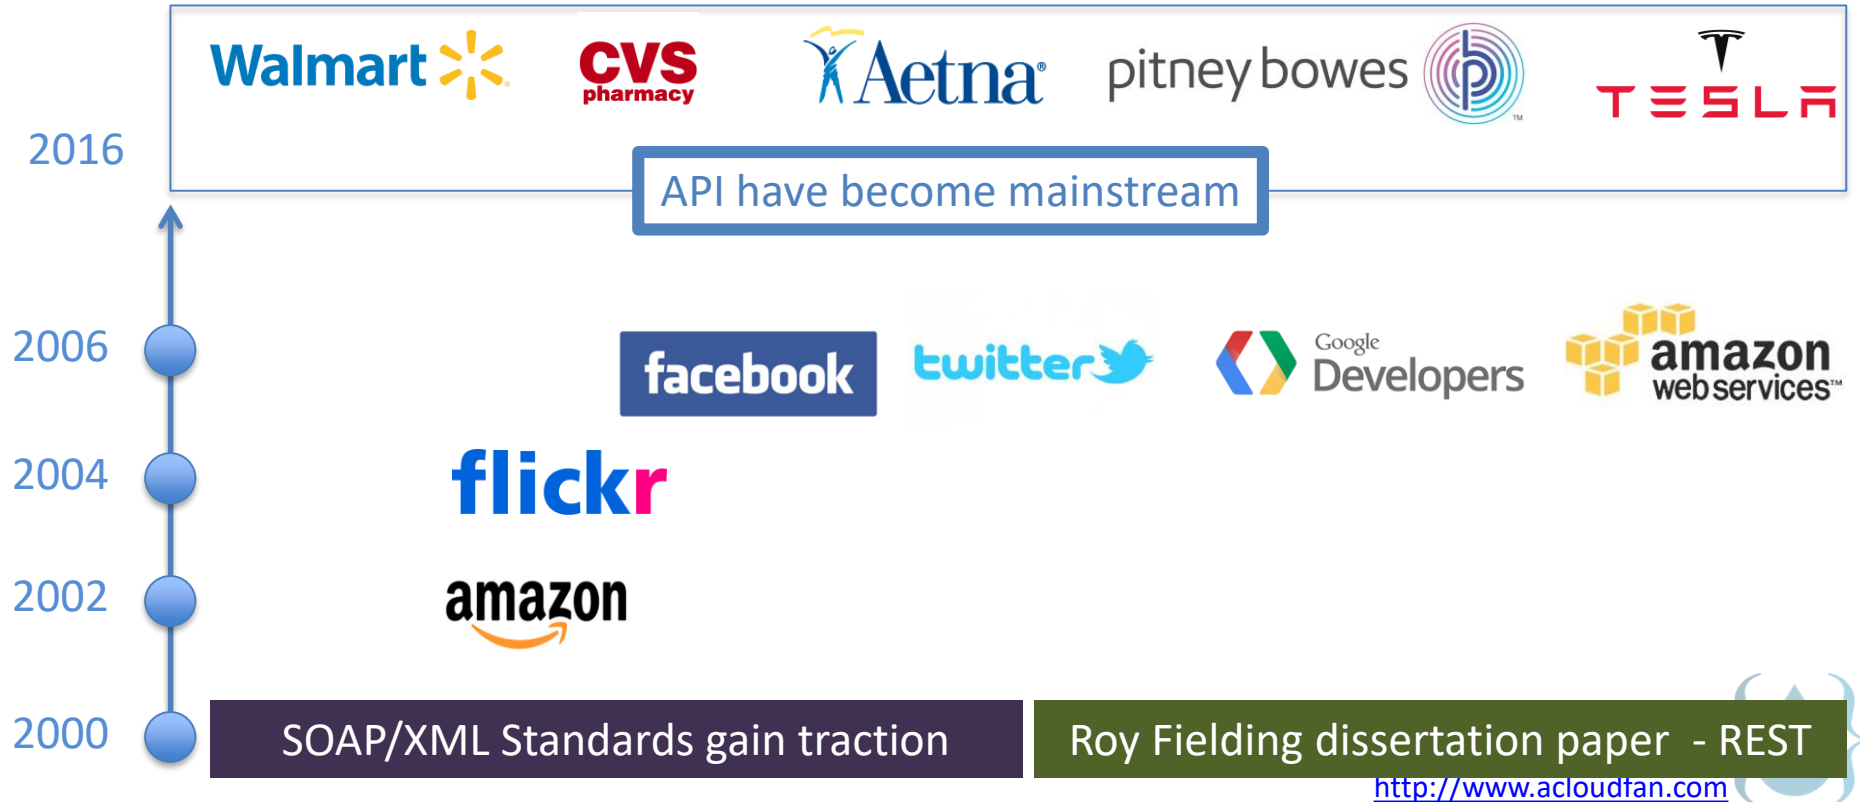 Walmart
CVS
pharmacy
Aetna®
pitney bowes
TM
TESLA
2016
API have become mainstream
2006
facebook
twitter
Google
Developers
amazon
web services™
2004
flickr
2002
amazon
2000
SOAP/XML Standards gain traction
Roy Fielding dissertation paper - REST
http://www.acloudfan.com